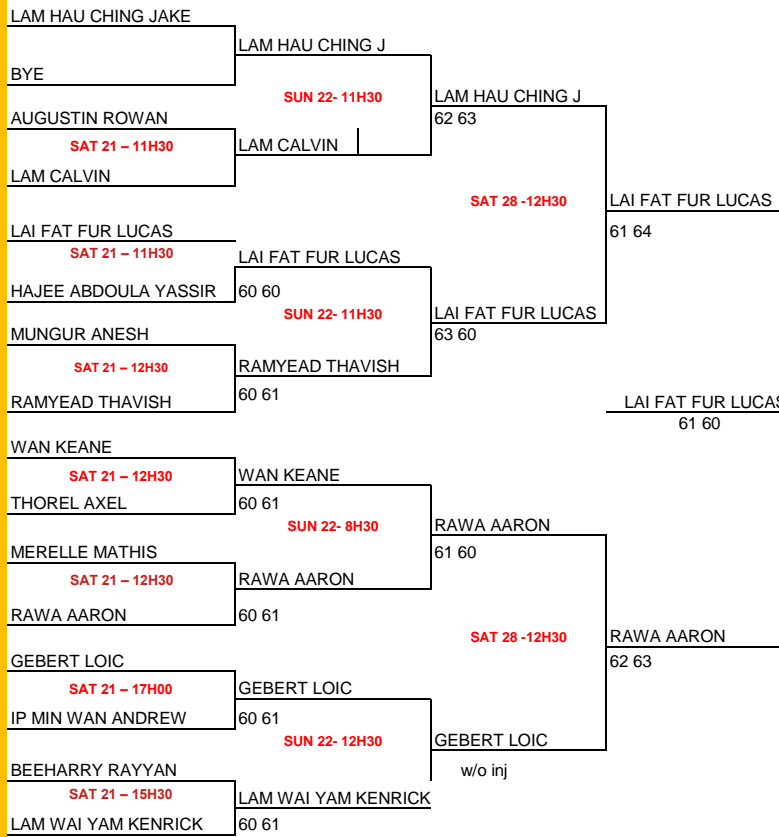 LAM HAU CHING JAKE
BYE
AUGUSTIN ROWAN
SAT 21 – 11H30
LAM CALVIN
LAI FAT FUR LUCAS
SAT 21 – 11H30
HAJEE ABDOULA YASSIR
MUNGUR ANESH
SAT 21 – 12H30
RAMYEAD THAVISH
WAN KEANE
SAT 21 – 12H30
THOREL AXEL
MERELLE MATHIS
SAT 21 – 12H30
RAWA AARON
GEBERT LOIC
SAT 21 – 17H00
IP MIN WAN ANDREW
BEEHARRY RAYYAN
SAT 21 – 15H30
LAM WAI YAM KENRICK
LAM HAU CHING J
SUN 22- 11H30
LAM CALVIN
LAI FAT FUR LUCAS
60 60
SUN 22- 11H30
RAMYEAD THAVISH
60 61
WAN KEANE
60 61
SUN 22- 8H30
RAWA AARON
60 61
GEBERT LOIC
60 61
SUN 22- 12H30
LAM WAI YAM KENRICK
60 61
LAM HAU CHING J
62 63
SAT 28 -12H30
LAI FAT FUR LUCAS
63 60
RAWA AARON
61 60
SAT 28 -12H30
GEBERT LOIC
w/o inj
LAI FAT FUR LUCAS
61 64
RAWA AARON
62 63
LAI FAT FUR LUCAS
61 60